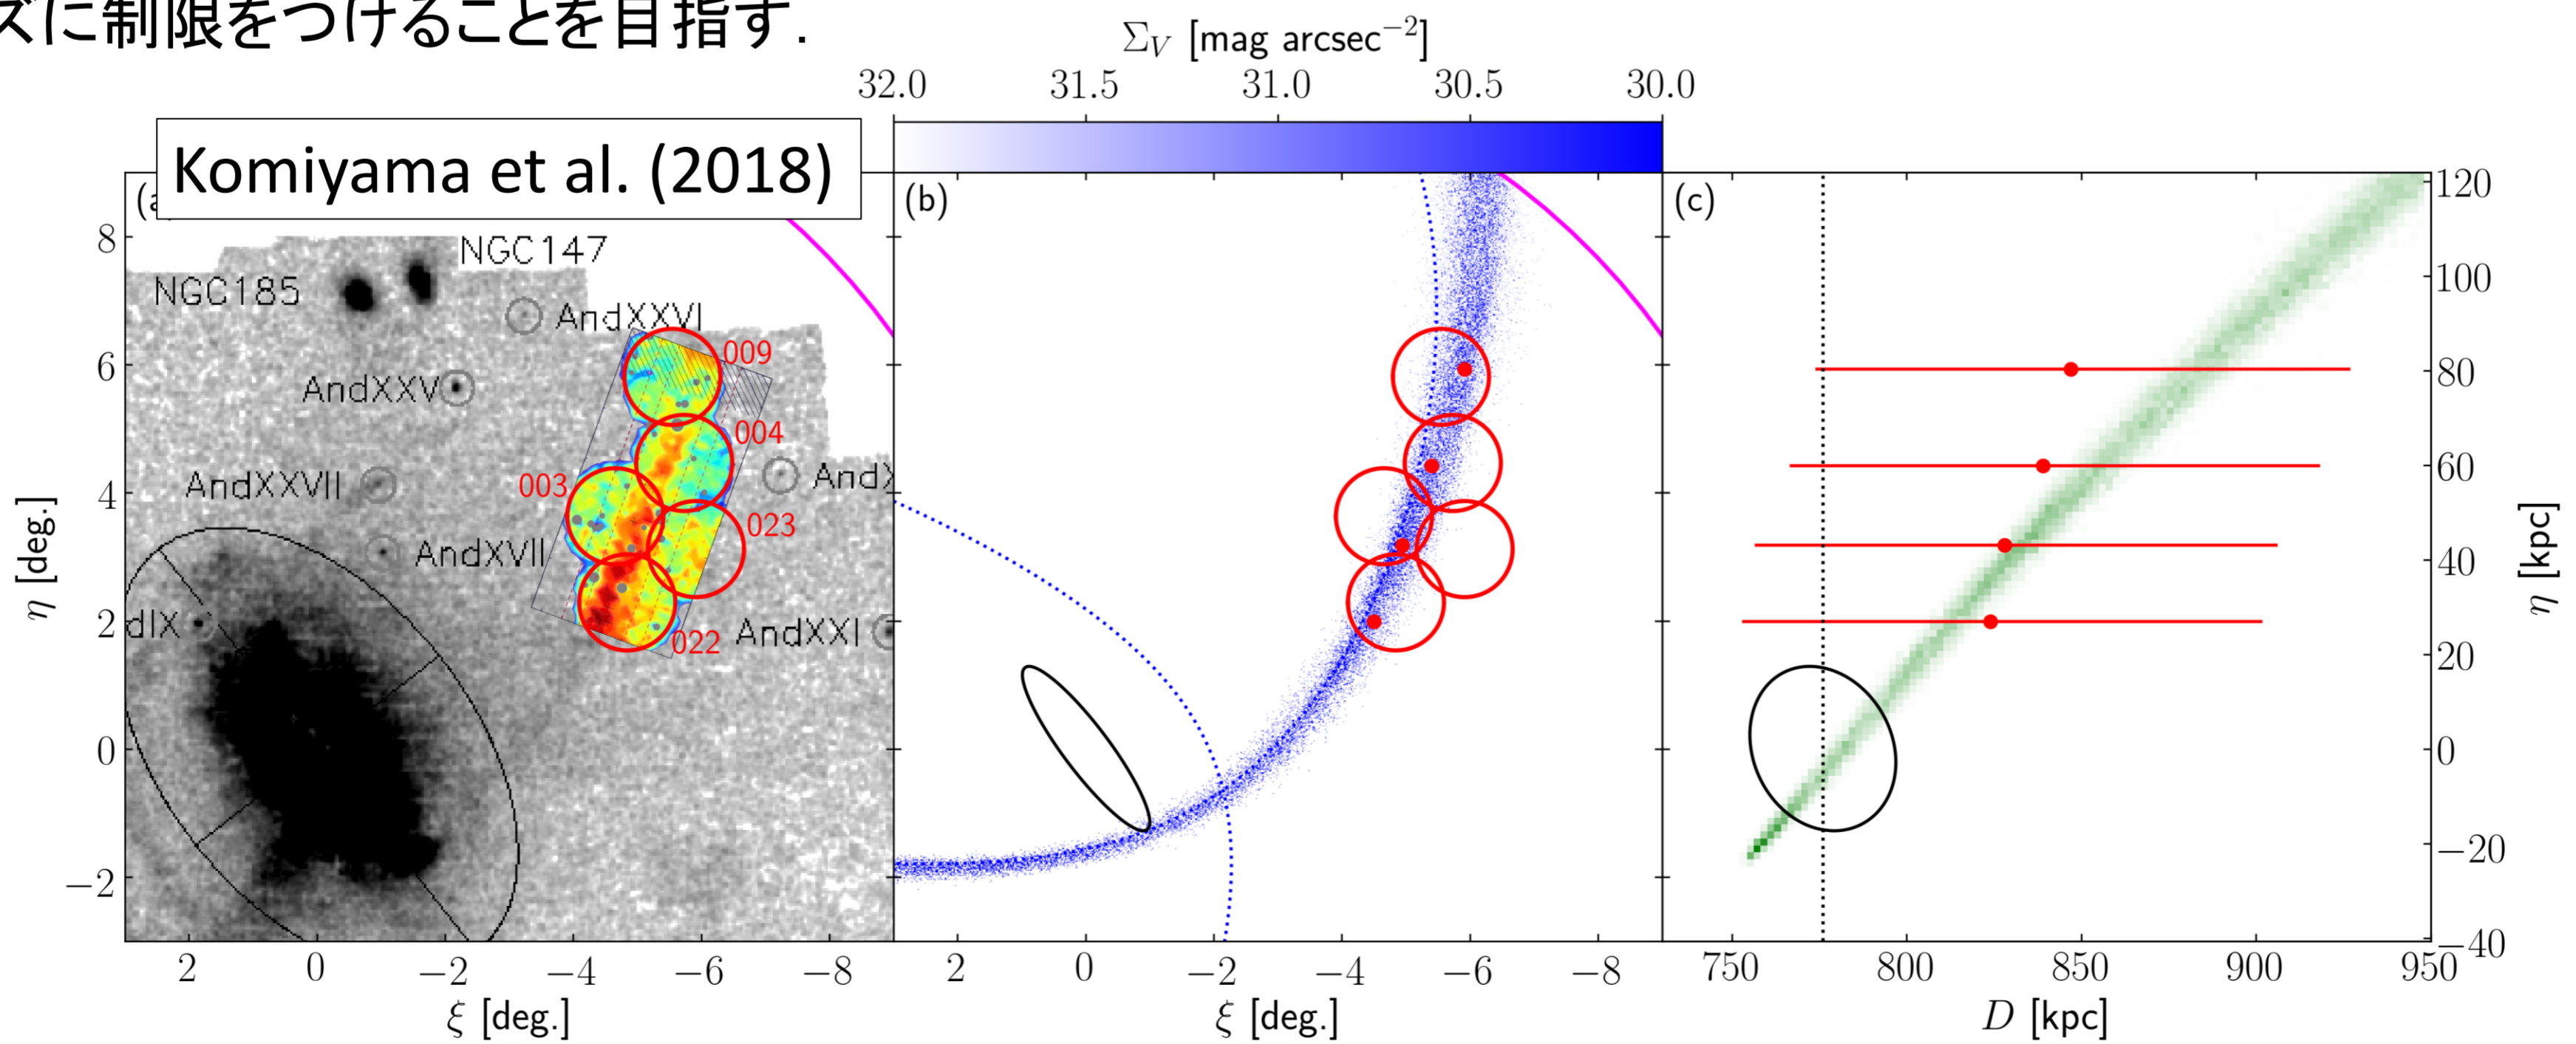 ズに制限をつけることを目指す.
Σ_V [mag arcsec⁻²]
32.0 31.5 31.0 30.5 30.0
Komiyama et al. (2018)
(a
(b)
(c)
NGC147
NGC185
AndXXVI
009
AndXXV
004
AndXXVII
003
AndX
023
AndXVII
dIX
022
AndXXI
8
6
4
2
0
−2
η [deg.]
120
100
80
60
40
20
0
−20
−40
η [kpc]
2 0 −2 −4 −6 −8
2 0 −2 −4 −6 −8
750 800 850 900 950
ξ [deg.]
ξ [deg.]
D [kpc]